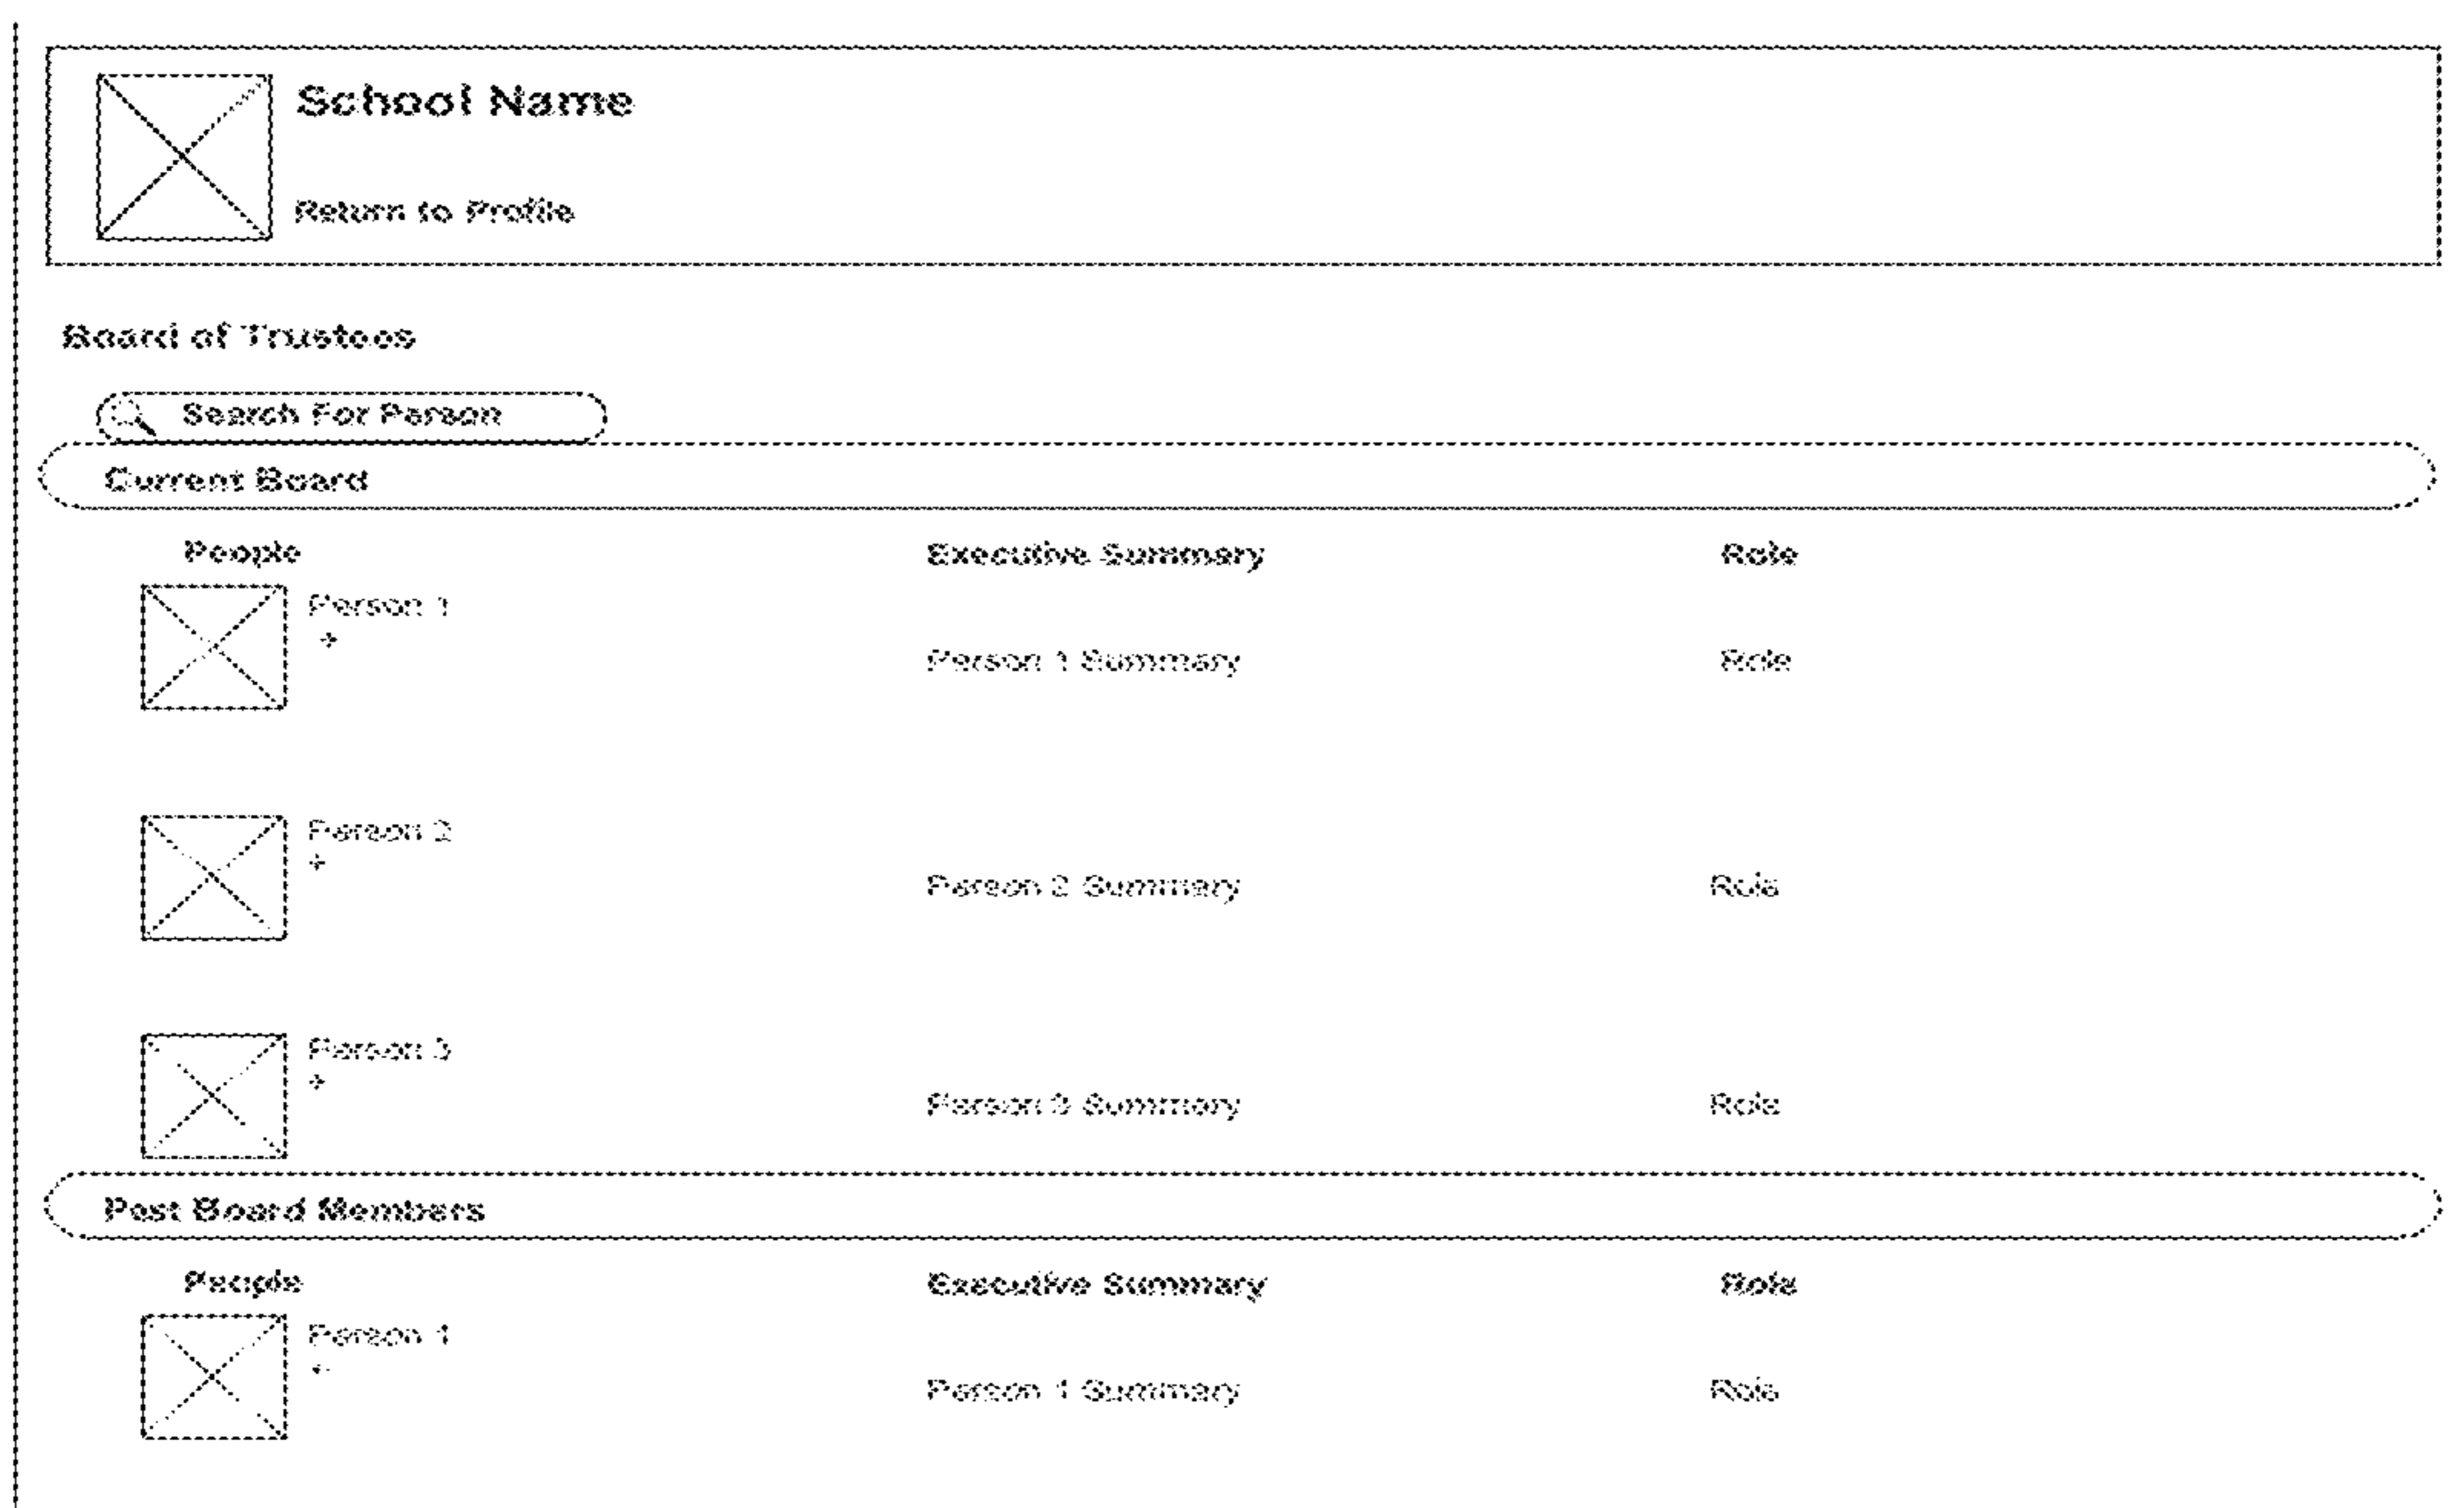 School Name
Return to Profile
Board of Trustees
Search For Person
Current Board
People Executive Summary Role
Person 1
+
Person 1 Summary Role
Person 2
+
Person 2 Summary Role
Person 3
+
Person 3 Summary Role
Past Board Members
People Executive Summary Role
Person 1
Person 1 Summary Role